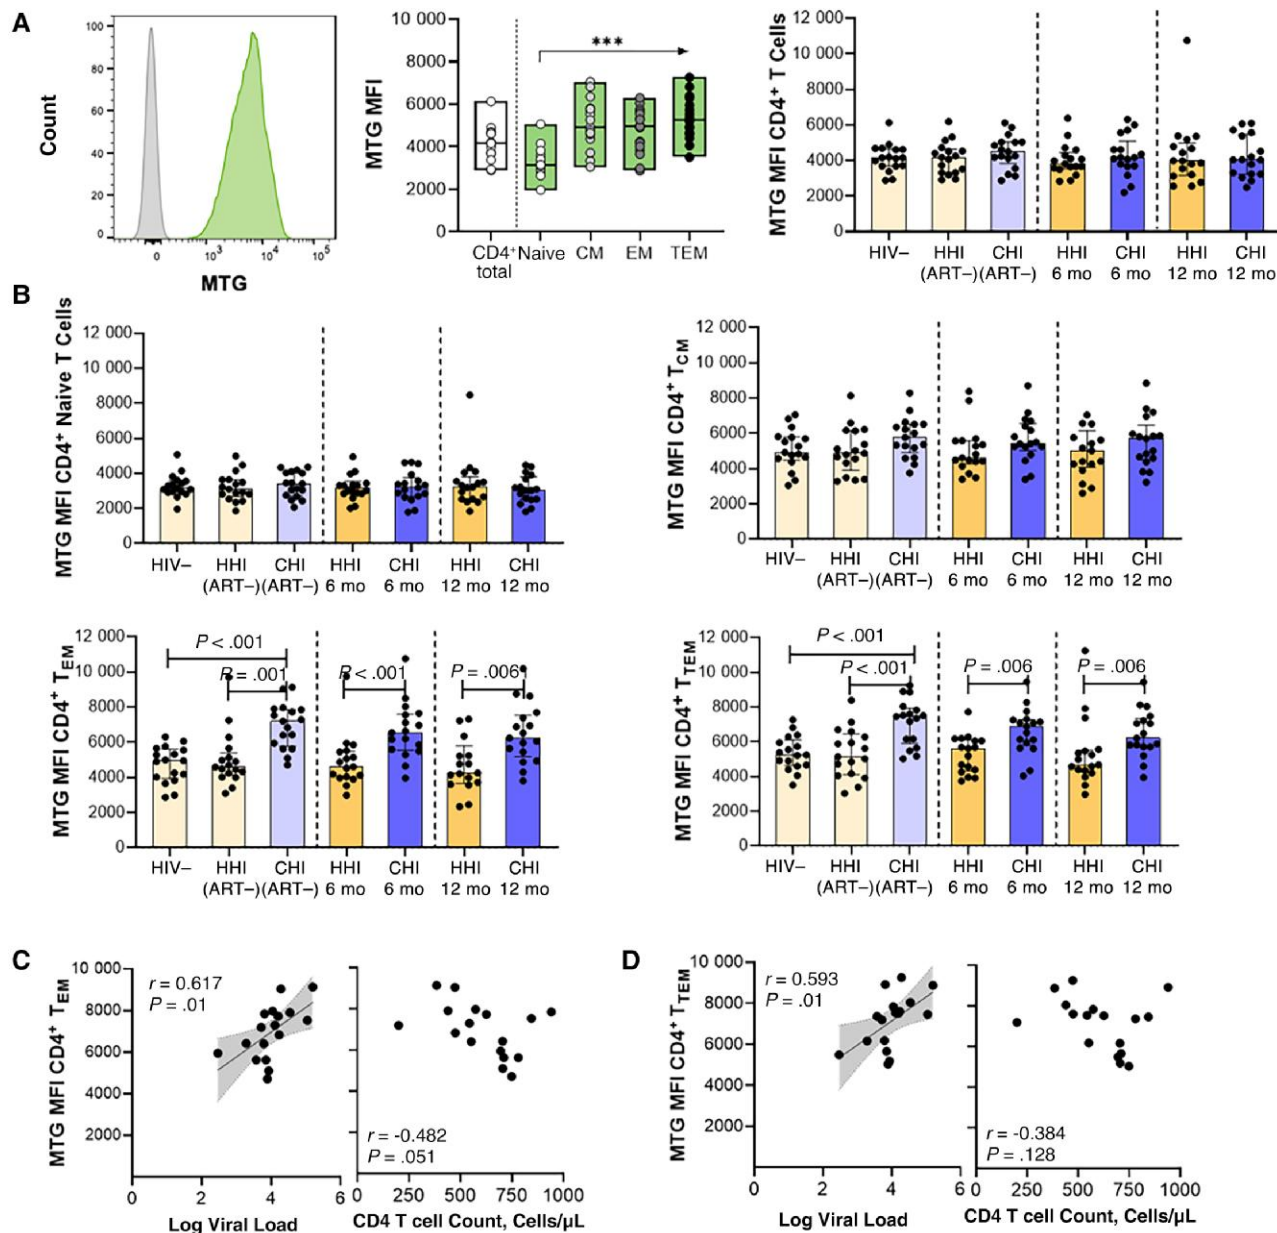 A
Count
100
80
60
40
20
0
0
10³
10⁴
10⁵
MTG
MTG MFI
10 000
8000
6000
4000
2000
0
***
CD4⁺ Naive CM EM TEM
total
MTG MFI CD4⁺ T Cells
12 000
10 000
8000
6000
4000
2000
0
HIV– HHI CHI HHI CHI HHI CHI
(ART–) (ART–) 6 mo 6 mo 12 mo 12 mo
B
MTG MFI CD4⁺ Naive T Cells
12 000
10 000
8000
6000
4000
2000
0
HIV– HHI CHI HHI CHI HHI CHI
(ART–) (ART–) 6 mo 6 mo 12 mo 12 mo
MTG MFI CD4⁺ TCM
12 000
10 000
8000
6000
4000
2000
0
HIV– HHI CHI HHI CHI HHI CHI
(ART–) (ART–) 6 mo 6 mo 12 mo 12 mo
MTG MFI CD4⁺ TEM
12 000
10 000
8000
6000
4000
2000
0
P < .001
P = .001
P < .001
P = .006
HIV– HHI CHI HHI CHI HHI CHI
(ART–) (ART–) 6 mo 6 mo 12 mo 12 mo
MTG MFI CD4⁺ TTEM
12 000
10 000
8000
6000
4000
2000
0
P < .001
P < .001
P = .006
P = .006
HIV– HHI CHI HHI CHI HHI CHI
(ART–) (ART–) 6 mo 6 mo 12 mo 12 mo
C
MTG MFI CD4⁺ TEM
10 000
8000
6000
4000
2000
r = 0.617
P = .01
0 2 4 6
Log Viral Load
r = -0.482
P = .051
0 250 500 750 1000
CD4 T cell Count, Cells/µL
D
MTG MFI CD4⁺ TTEM
10 000
8000
6000
4000
2000
0
r = 0.593
P = .01
0 2 4 6
Log Viral Load
r = -0.384
P = .128
0 250 500 750 1000
CD4 T cell Count, Cells/µL